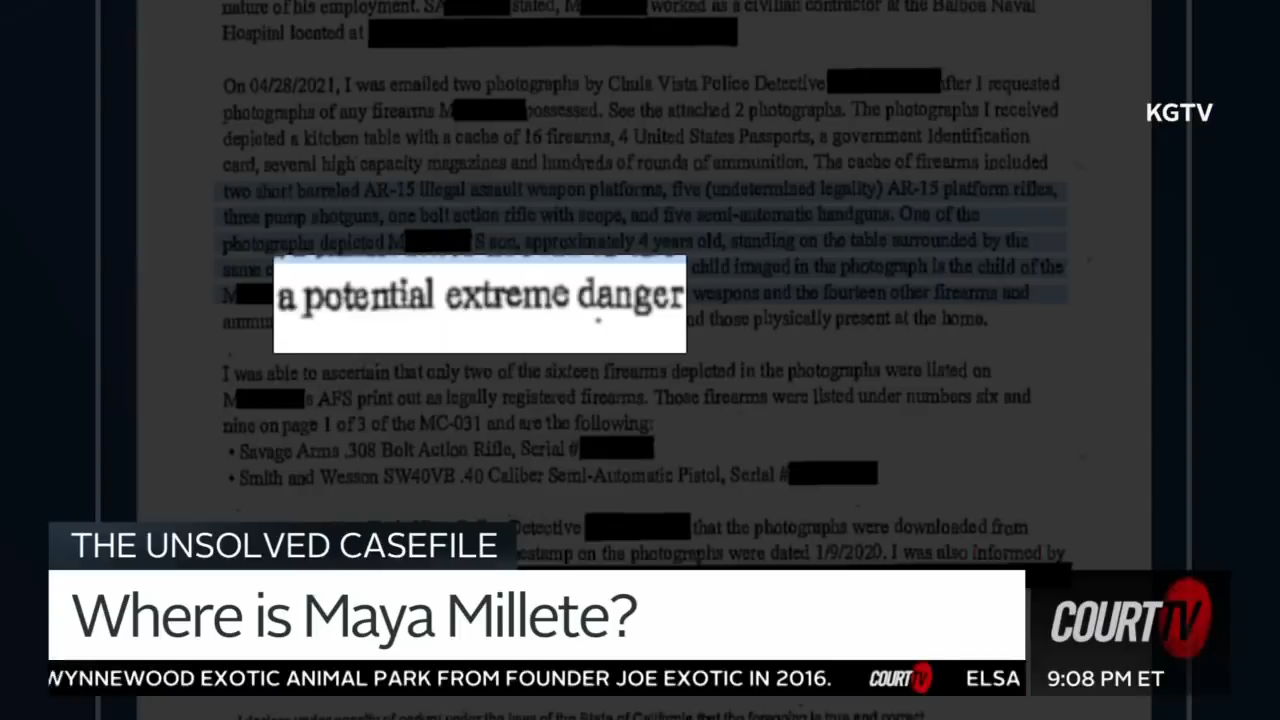 nature of his employment. SA stated, M worked as a civilian contractor at the Balboa Naval
Hospital located at
On 04/28/2021, I was emailed two photographs by Chula Vista Police Detective after I requested
KGTV
photographs of any firearms M possessed. See the attached 2 photographs. The photographs I received
depicted a kitchen table with a cache of 16 firearms, 4 United States Passports, a government Identification
card, several high capacity magazines and hundreds of rounds of ammunition. The cache of firearms included
two short barreled AR-15 illegal assault weapon platforms, five (undetermined legality) AR-15 platform rifles,
three pump shotguns, one bolt action rifle with scope, and five semi-automatic handguns. One of the
photographs depicted M S son, approximately 4 years old, standing on the table surrounded by the
same child imaged in the photograph is the child of the
M weapons and the fourteen other firearms and
a potential extreme danger
those physically present at the home.
I was able to ascertain that only two of the sixteen firearms depicted in the photographs were listed on
M s AFS print out as legally registered firearms. Those firearms were listed under numbers six and
nine on page 1 of 3 of the MC-031 and are the following:
• Savage Arms .308 Bolt Action Rifle, Serial #
• Smith and Wesson SW40VB .40 Caliber Semi-Automatic Pistol, Serial #
Detective that the photographs were downloaded from
on the photographs were dated 1/9/2020. I was also informed by
THE UNSOLVED CASEFILE
Where is Maya Millete?
COURT TV
WYNNEWOOD EXOTIC ANIMAL PARK FROM FOUNDER JOE EXOTIC IN 2016. COURT TV ELSA
9:08 PM ET